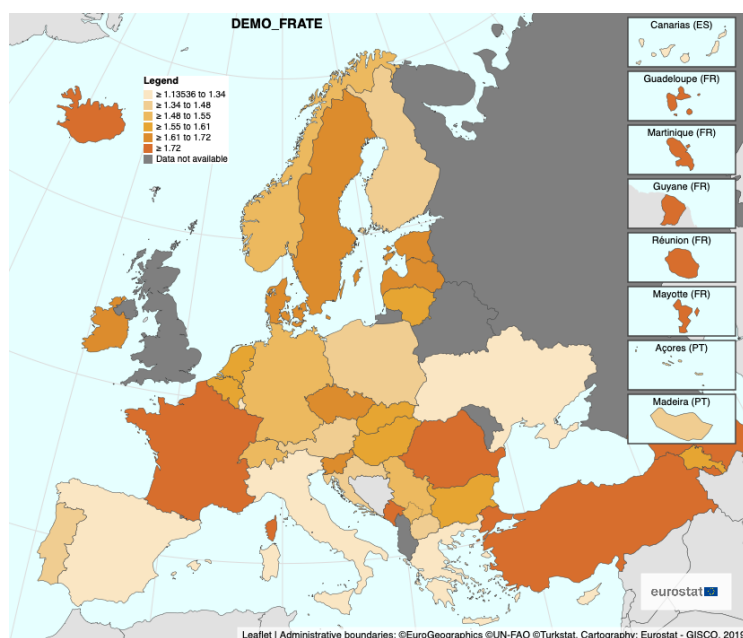 DEMO_FRATE
Legend
≥ 1.13536 to 1.34
≥ 1.34 to 1.48
≥ 1.48 to 1.55
≥ 1.55 to 1.61
≥ 1.61 to 1.72
≥ 1.72
Data not available
Canarias (ES)
Guadeloupe (FR)
Martinique (FR)
Guyane (FR)
Réunion (FR)
Mayotte (FR)
Açores (PT)
Madeira (PT)
eurostat
Leaflet | Administrative boundaries: ©EuroGeographics ©UN-FAO ©Turkstat, Cartography: Eurostat - GISCO, 201